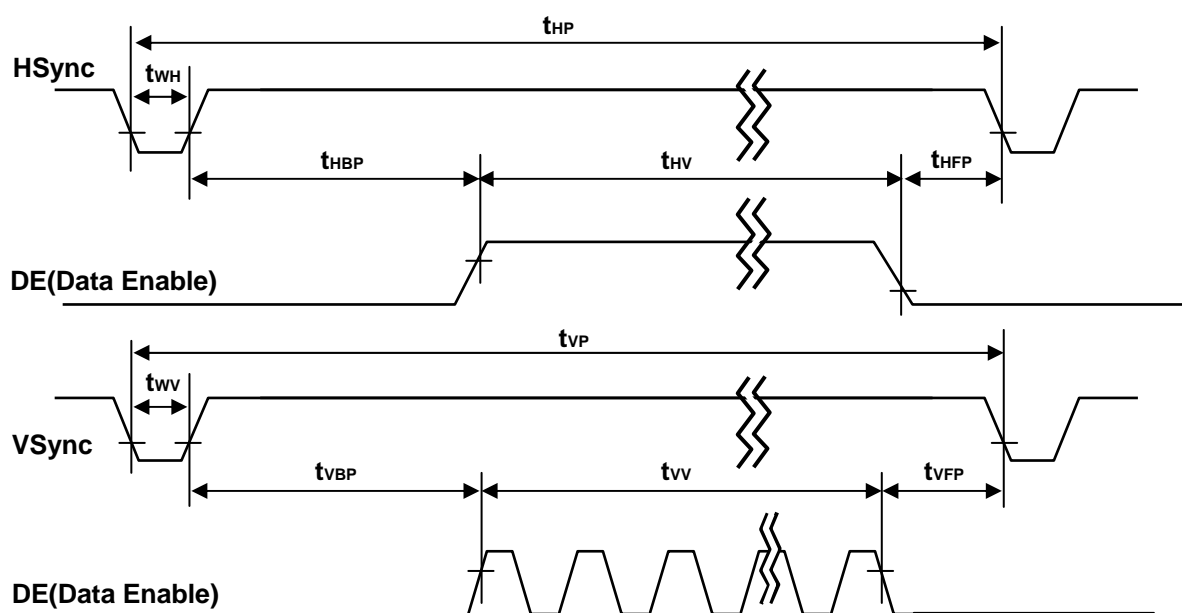 tHP
HSync
tWH
tHBP
tHV
tHFP
DE(Data Enable)
tVP
tWV
VSync
tVBP
tVV
tVFP
DE(Data Enable)